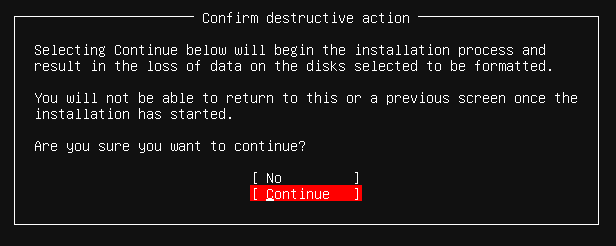 Confirm destructive action
Selecting Continue below will begin the installation process and
result in the loss of data on the disks selected to be formatted.
You will not be able to return to this or a previous screen once the
installation has started.
Are you sure you want to continue?
[ No ]
[ Continue ]